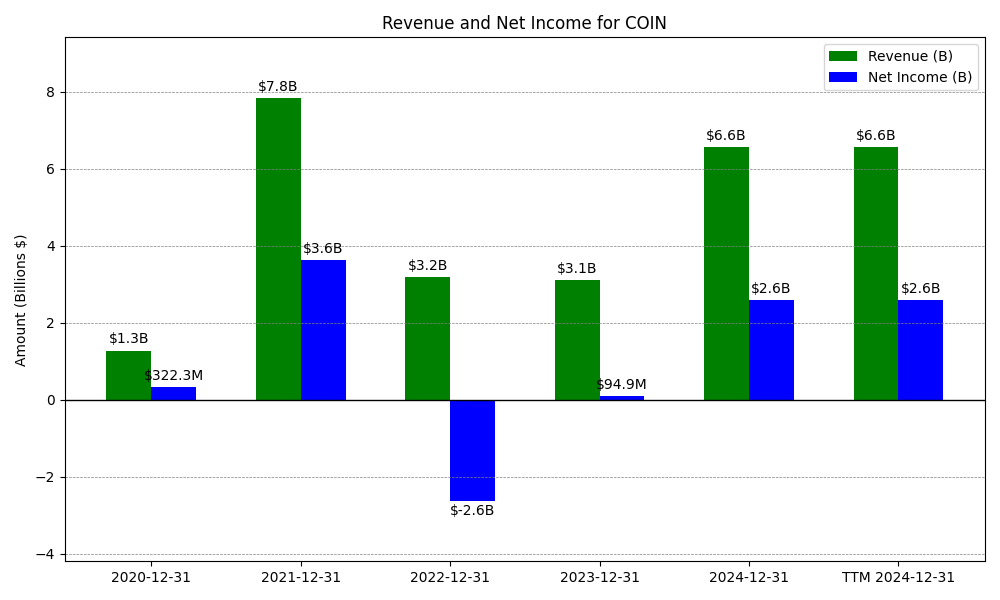 Revenue and Net Income for COIN
Revenue (B)
Net Income (B)
Amount (Billions $)
8
6
4
2
0
−2
−4
$1.3B
$322.3M
$7.8B
$3.6B
$3.2B
$-2.6B
$3.1B
$94.9M
$6.6B
$2.6B
$6.6B
$2.6B
2020-12-31
2021-12-31
2022-12-31
2023-12-31
2024-12-31
TTM 2024-12-31